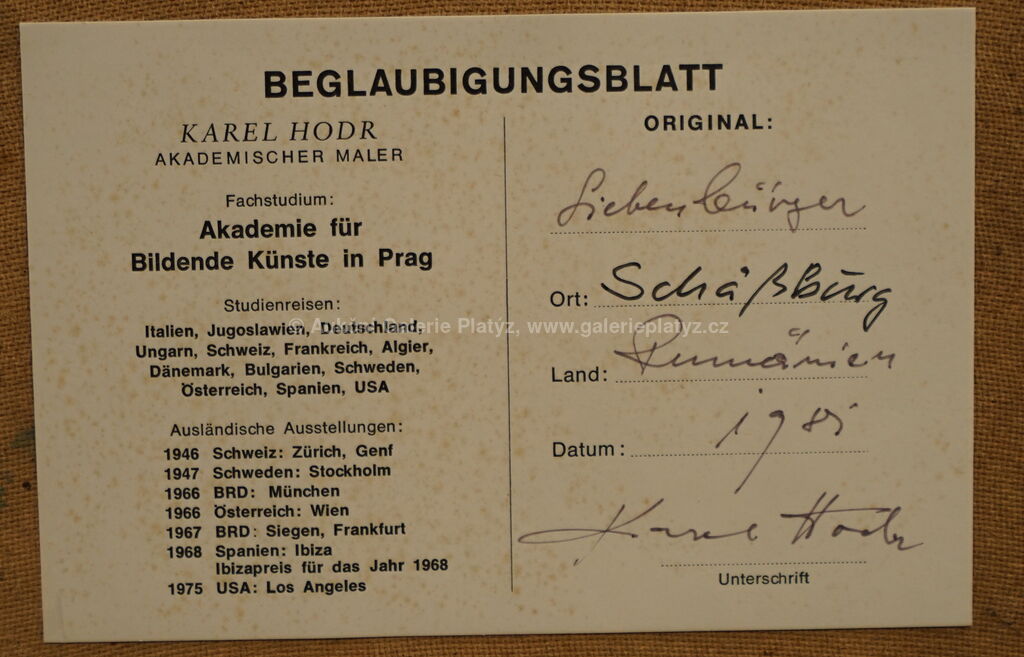 BEGLAUBIGUNGSBLATT
KAREL HODR
AKADEMISCHER MALER
Fachstudium:
Akademie für
Bildende Künste in Prag
Studienreisen:
Italien, Jugoslawien, Deutschland,
Ungarn, Schweiz, Frankreich, Algier,
Dänemark, Bulgarien, Schweden,
Österreich, Spanien, USA
Ausländische Ausstellungen:
1946 Schweiz: Zürich, Genf
1947 Schweden: Stockholm
1966 BRD: München
1966 Österreich: Wien
1967 BRD: Siegen, Frankfurt
1968 Spanien: Ibiza
Ibizapreis für das Jahr 1968
1975 USA: Los Angeles
ORIGINAL:
Siebenbürger
Ort: Schäßburg
Land: Rumänien
Datum:
Karel Hodr
Unterschrift
Galerie Platýz, www.galerieplatyz.cz